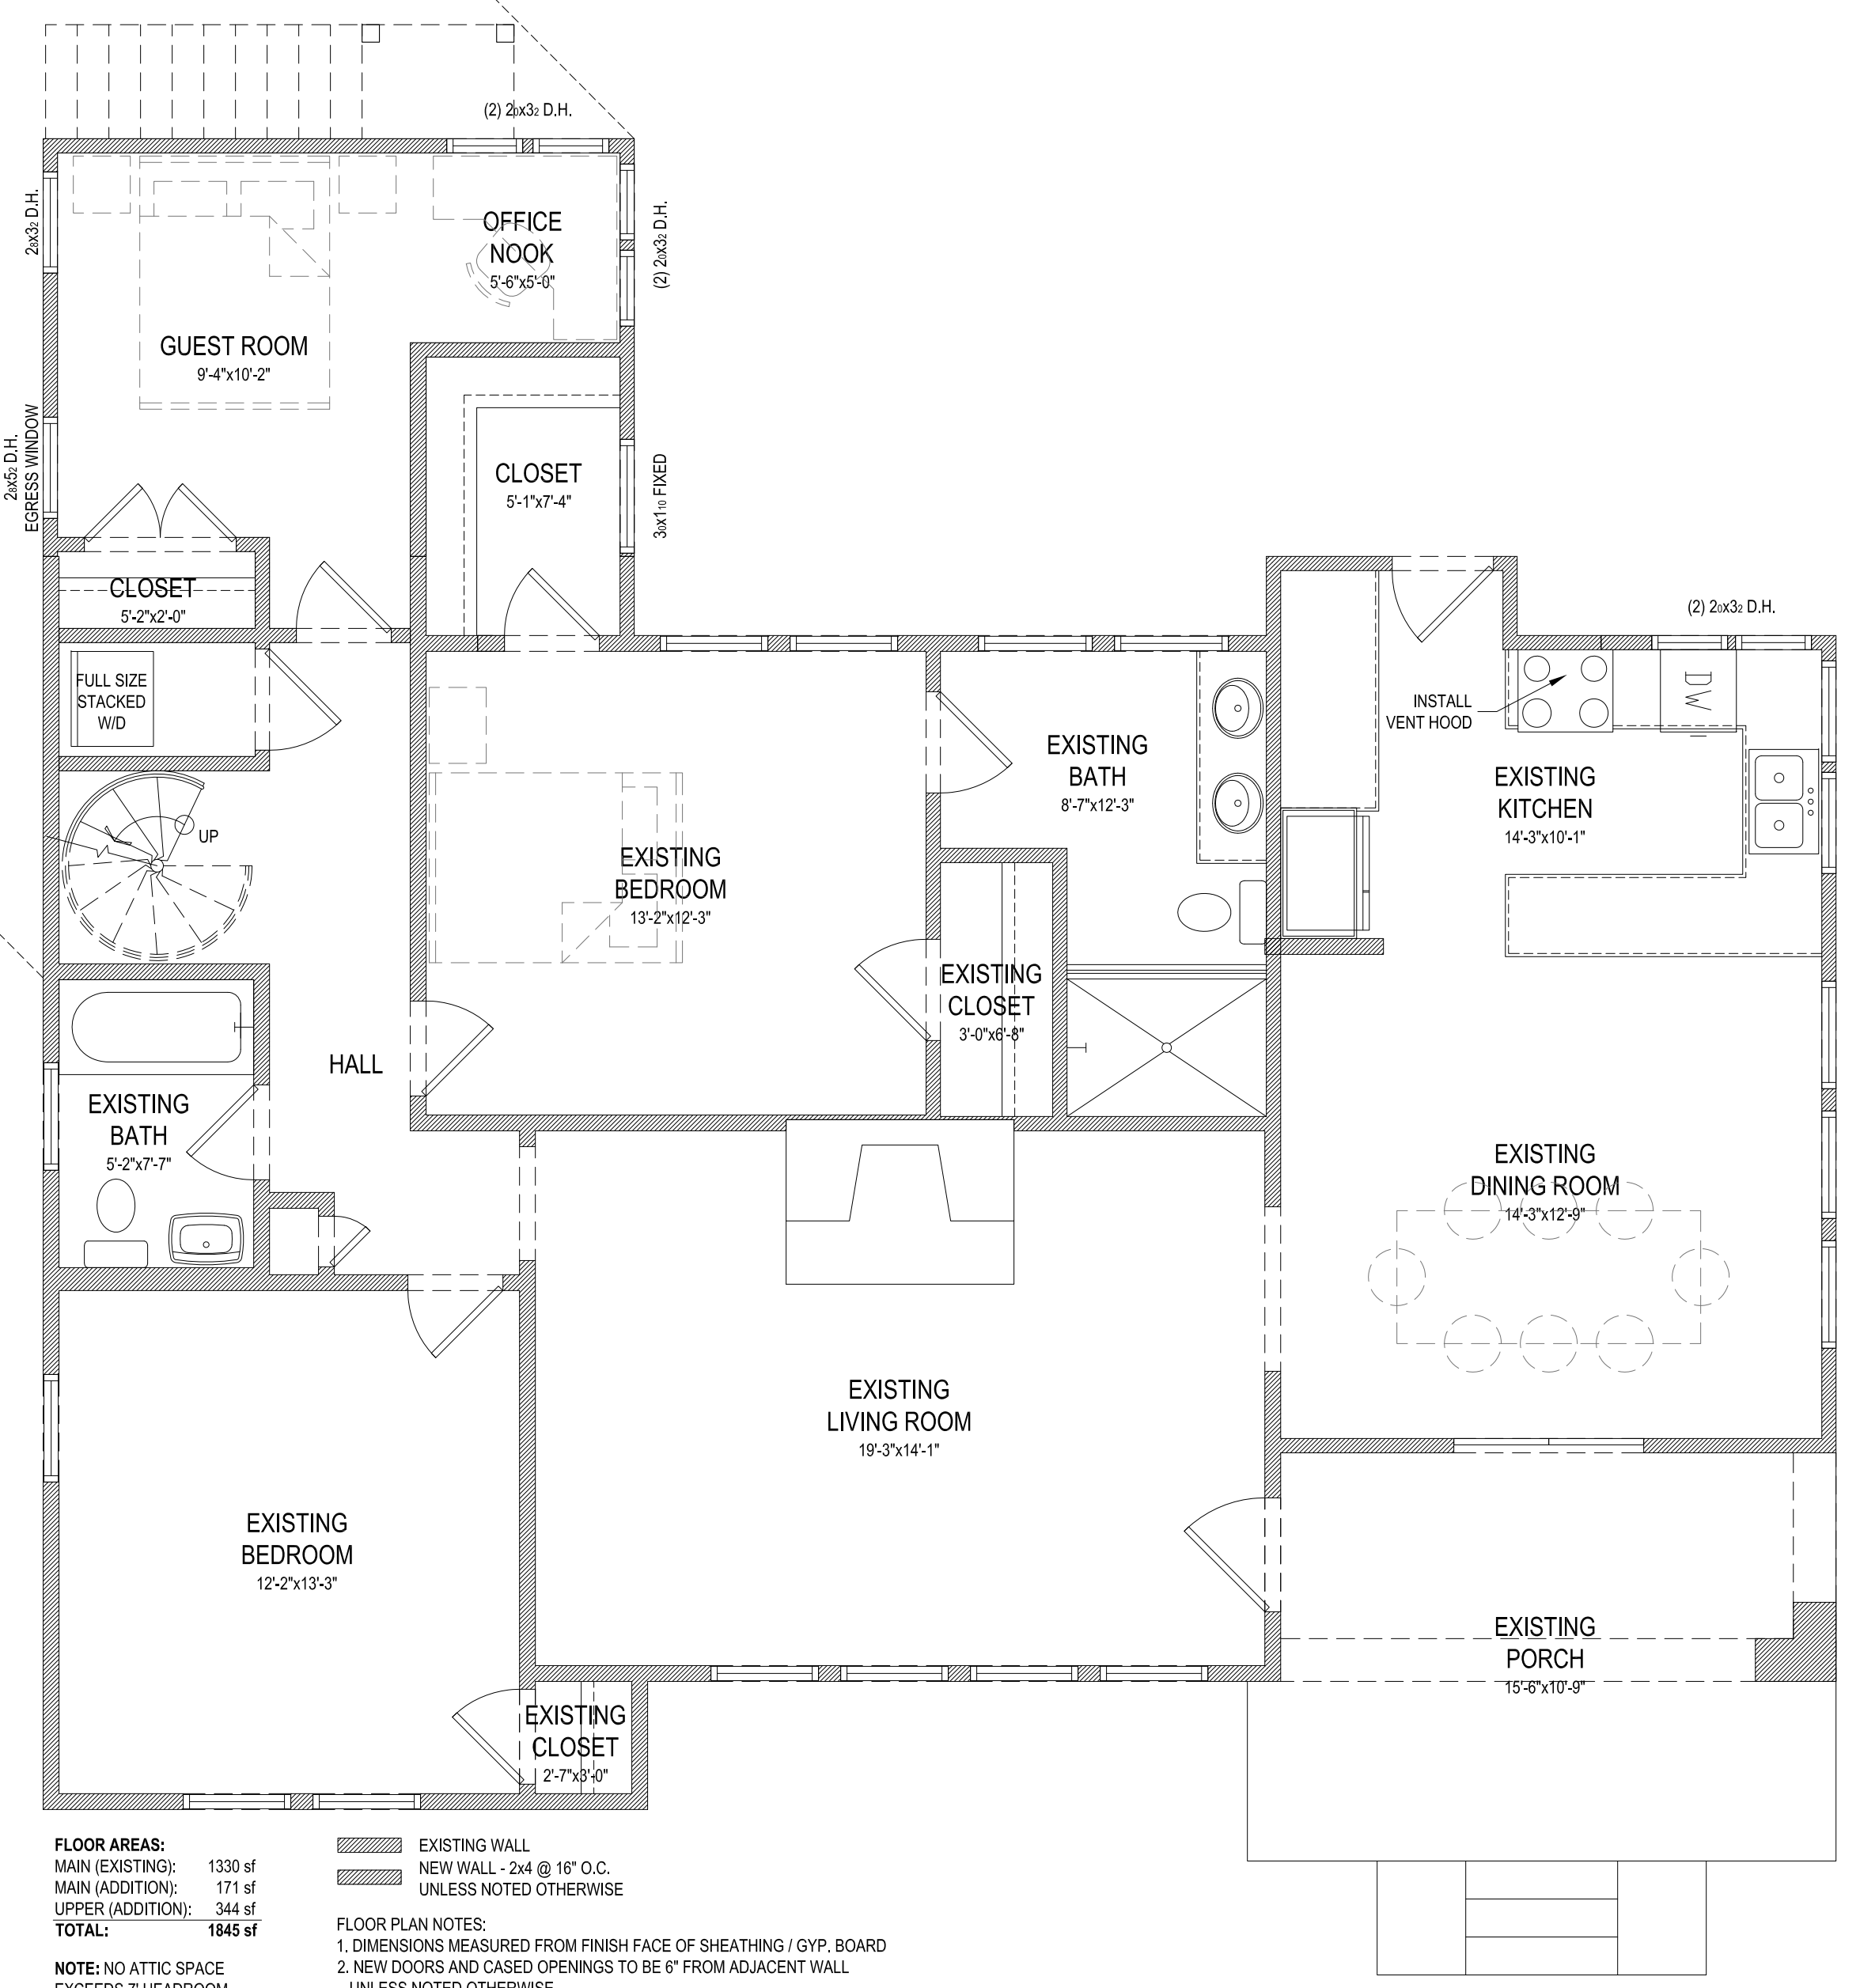 (2) 20x32 D.H.
28x32 D.H.
OFFICE
NOOK
5'-6"x5'-0"
(2) 20x32 D.H.
GUEST ROOM
9'-4"x10'-2"
28x52 D.H.
EGRESS WINDOW
CLOSET
5'-1"x7'-4"
30x110 FIXED
CLOSET
5'-2"x2'-0"
(2) 20x32 D.H.
FULL SIZE
STACKED
W/D
INSTALL
VENT HOOD
DW
EXISTING
BATH
8'-7"x12'-3"
EXISTING
KITCHEN
14'-3"x10'-1"
UP
EXISTING
BEDROOM
13'-2"x12'-3"
EXISTING
CLOSET
3'-0"x6'-8"
HALL
EXISTING
BATH
5'-2"x7'-7"
EXISTING
DINING ROOM
14'-3"x12'-9"
EXISTING
LIVING ROOM
19'-3"x14'-1"
EXISTING
BEDROOM
12'-2"x13'-3"
EXISTING
PORCH
15'-6"x10'-9"
EXISTING
CLOSET
2'-7"x3'-0"
FLOOR AREAS:
MAIN (EXISTING): 1330 sf
MAIN (ADDITION): 171 sf
UPPER (ADDITION): 344 sf
TOTAL: 1845 sf
NOTE: NO ATTIC SPACE
EXCEEDS 7' HEADROOM
EXISTING WALL
NEW WALL - 2x4 @ 16" O.C.
UNLESS NOTED OTHERWISE
FLOOR PLAN NOTES:
1. DIMENSIONS MEASURED FROM FINISH FACE OF SHEATHING / GYP. BOARD
2. NEW DOORS AND CASED OPENINGS TO BE 6" FROM ADJACENT WALL
UNLESS NOTED OTHERWISE